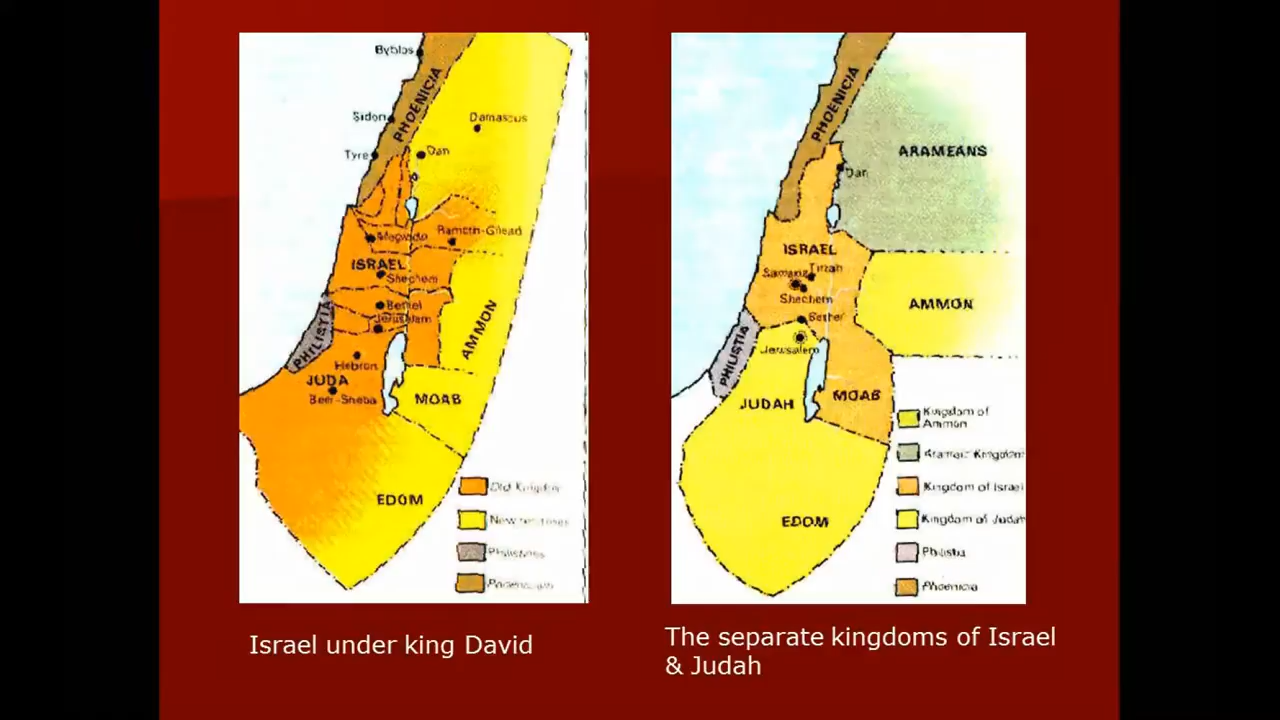 Byblos
PHOENICIA
Sidon
Damascus
Tyre
Dan
Megiddo
Ramoth-Gilead
ISRAEL
Shechem
Bethel
Jerusalem
PHILISTIA
AMMON
Hebron
JUDA
MOAB
EDOM
Old Kingdom
Philistines
Israel under king David
PHOENICIA
ARAMEANS
Dan
ISRAEL
Samaria
Tirzah
Shechem
Bethel
AMMON
PHILISTIA
Jerusalem
JUDAH
MOAB
EDOM
Kingdom of
Ammon
Aramaic Kingdoms
Kingdom of Israel
Kingdom of Judah
Philistia
Phoenicia
The separate kingdoms of Israel
& Judah